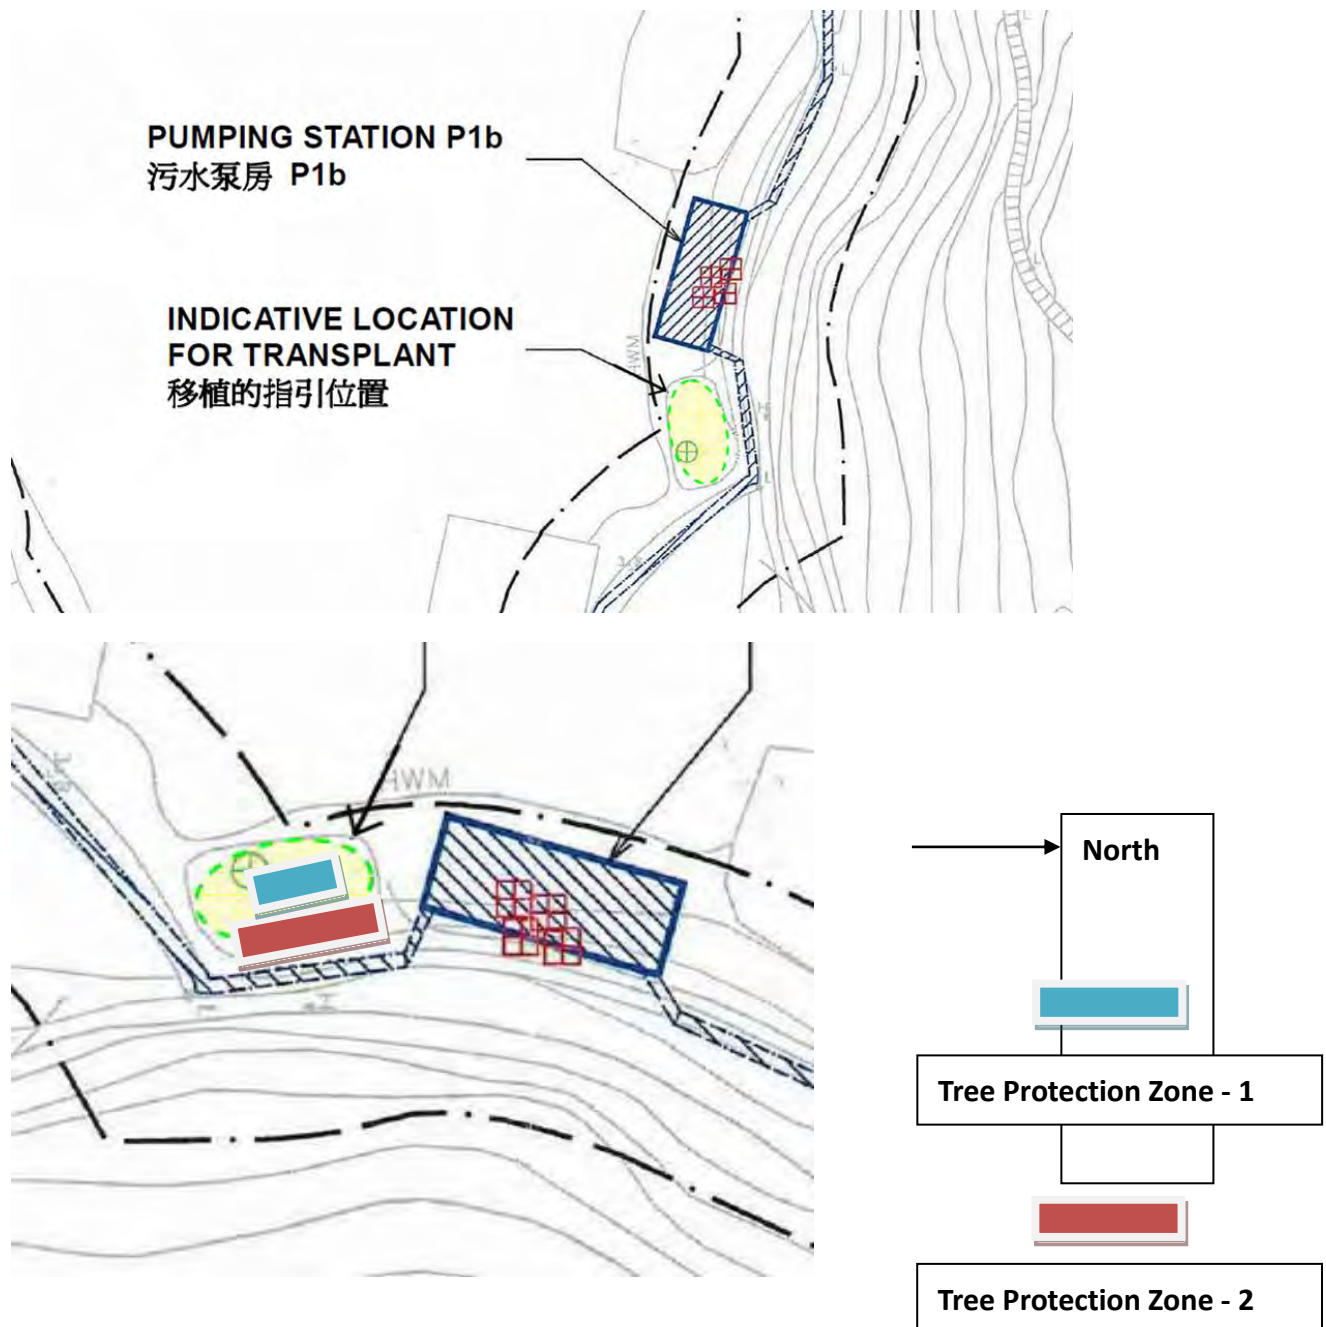 PUMPING STATION P1b
污水泵房 P1b
INDICATIVE LOCATION
FOR TRANSPLANT
移植的指引位置
HWM
HWM
North
Tree Protection Zone - 1
Tree Protection Zone - 2